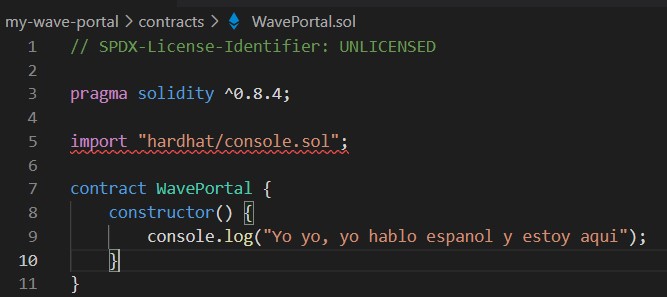 my-wave-portal > contracts > WavePortal.sol
1 // SPDX-License-Identifier: UNLICENSED
2
3 pragma solidity ^0.8.4;
4
5 import "hardhat/console.sol";
6
7 contract WavePortal {
8 constructor() {
9 console.log("Yo yo, yo hablo espanol y estoy aqui");
10 }
11 }